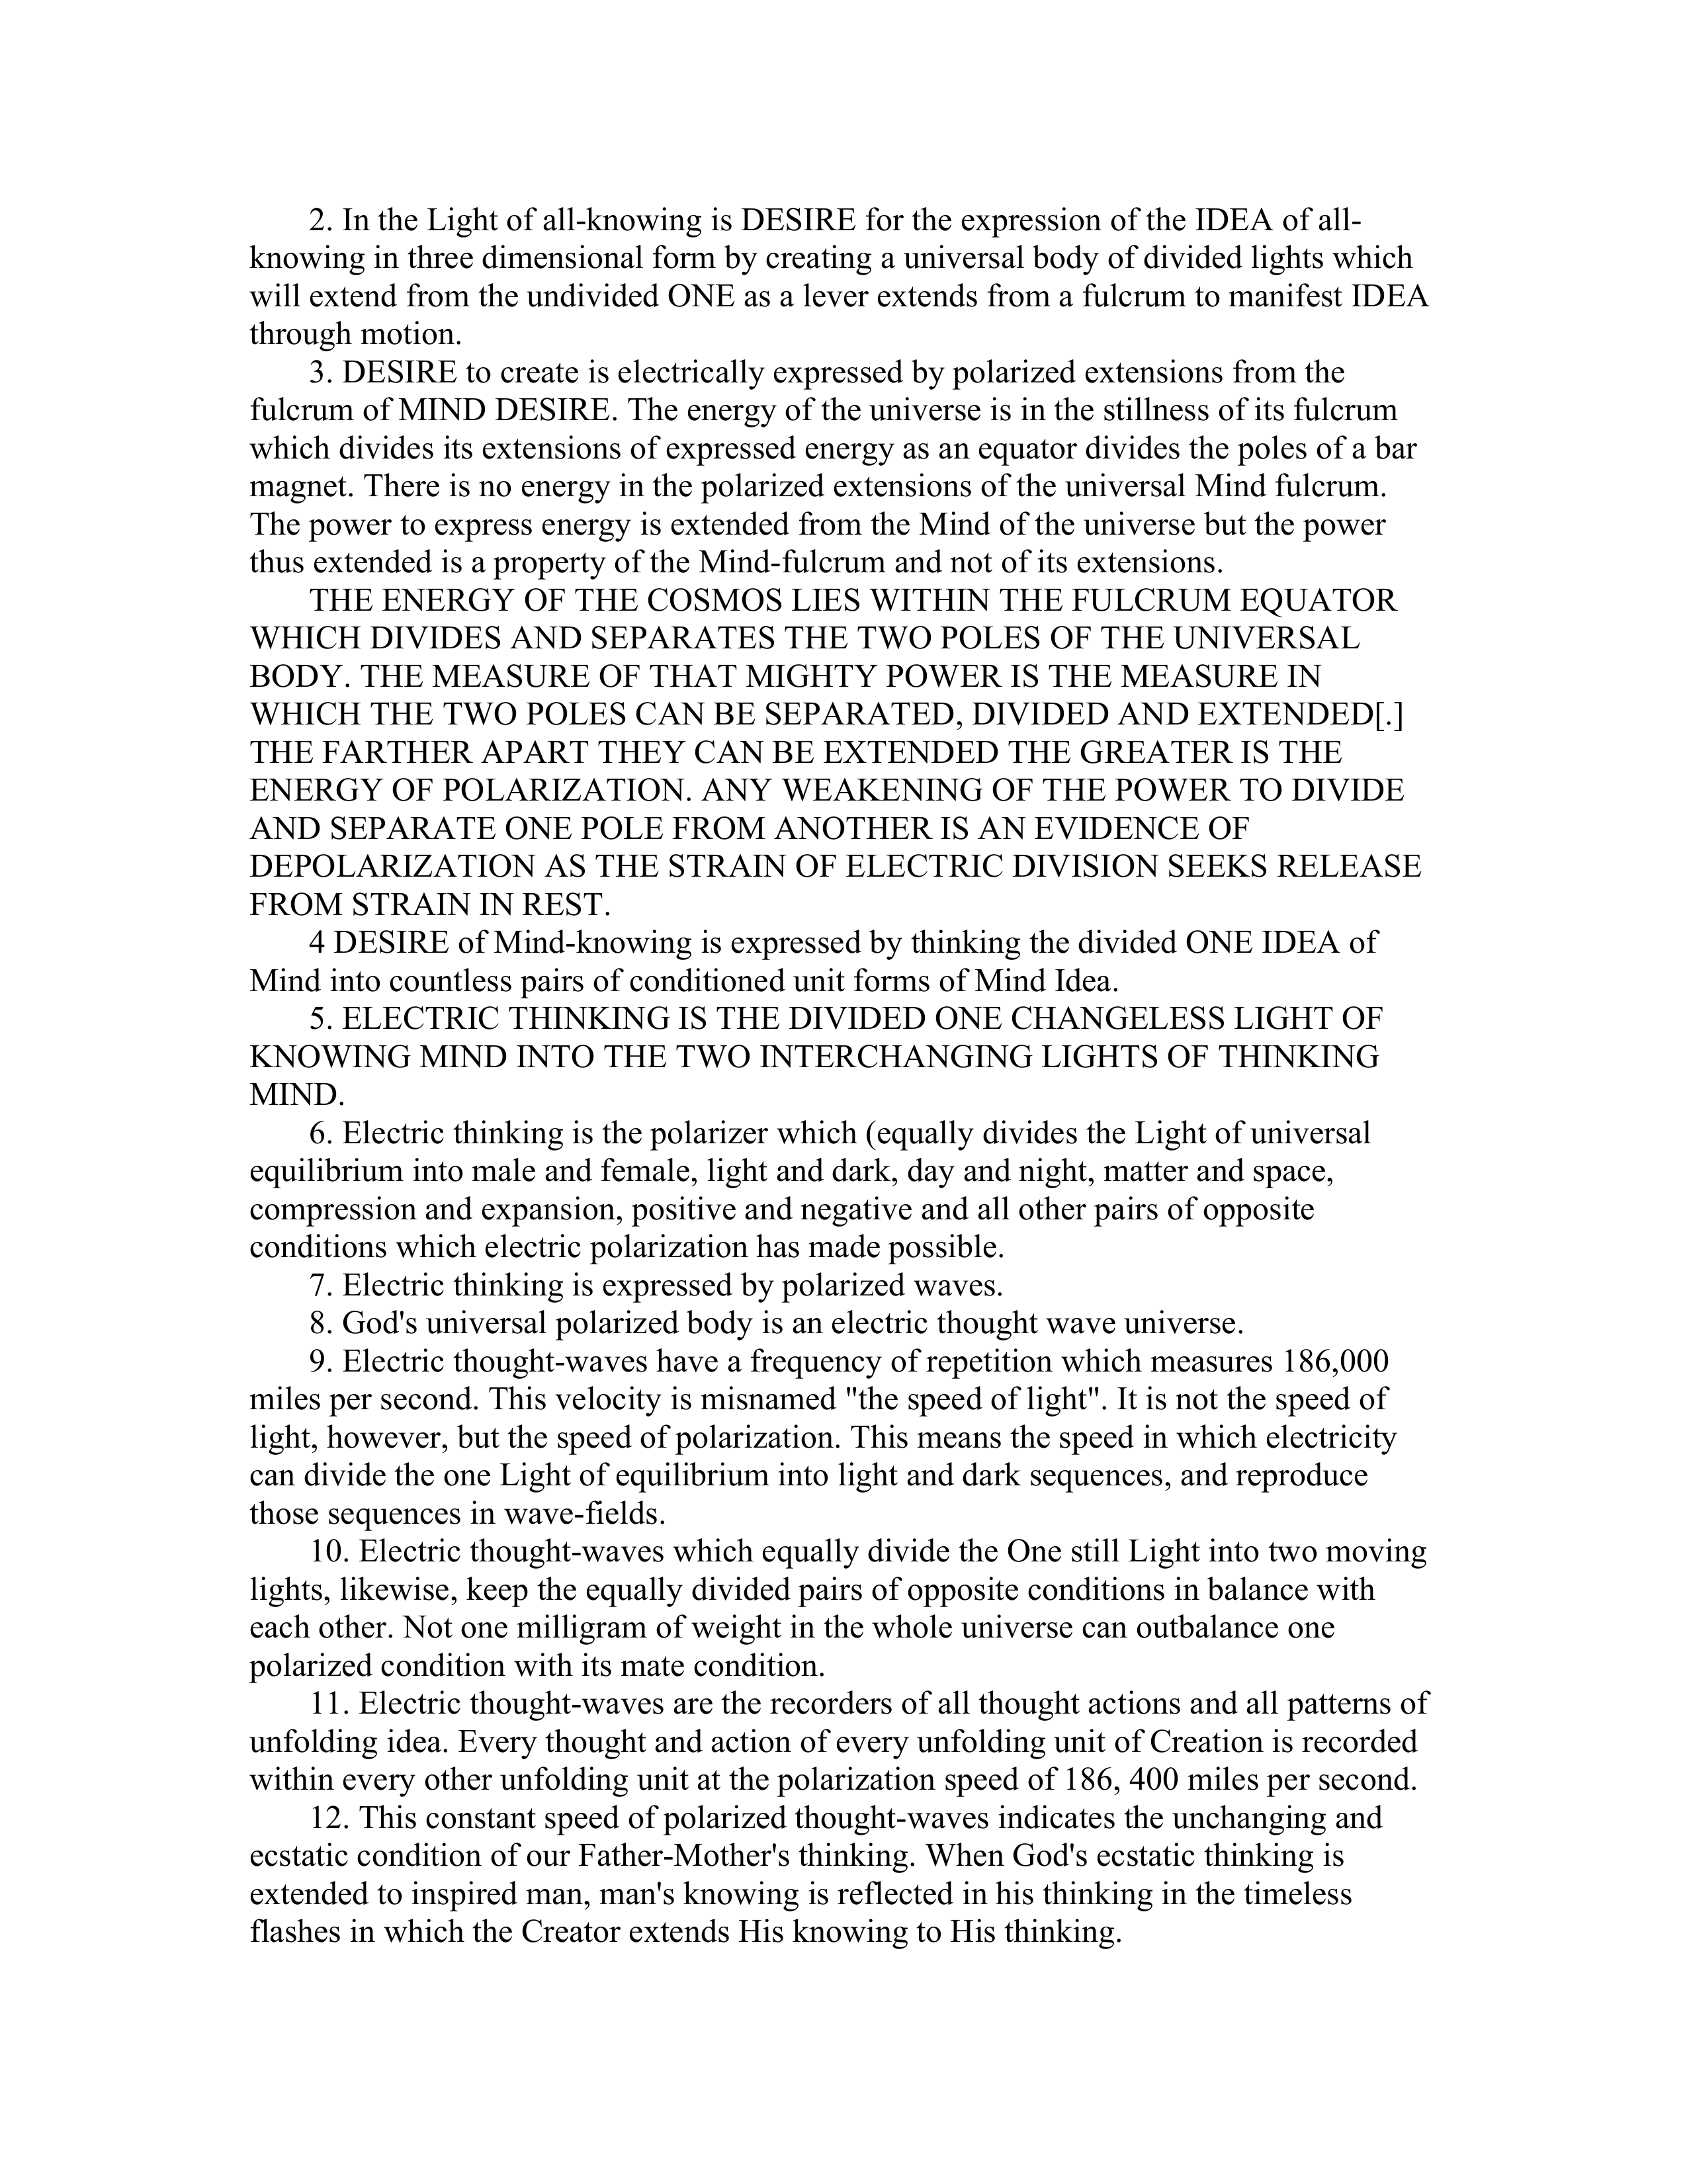 2. In the Light of all-knowing is DESIRE for the expression of the IDEA of all-
knowing in three dimensional form by creating a universal body of divided lights which
will extend from the undivided ONE as a lever extends from a fulcrum to manifest IDEA
through motion.
3. DESIRE to create is electrically expressed by polarized extensions from the
fulcrum of MIND DESIRE. The energy of the universe is in the stillness of its fulcrum
which divides its extensions of expressed energy as an equator divides the poles of a bar
magnet. There is no energy in the polarized extensions of the universal Mind fulcrum.
The power to express energy is extended from the Mind of the universe but the power
thus extended is a property of the Mind-fulcrum and not of its extensions.
THE ENERGY OF THE COSMOS LIES WITHIN THE FULCRUM EQUATOR
WHICH DIVIDES AND SEPARATES THE TWO POLES OF THE UNIVERSAL
BODY. THE MEASURE OF THAT MIGHTY POWER IS THE MEASURE IN
WHICH THE TWO POLES CAN BE SEPARATED, DIVIDED AND EXTENDED[.]
THE FARTHER APART THEY CAN BE EXTENDED THE GREATER IS THE
ENERGY OF POLARIZATION. ANY WEAKENING OF THE POWER TO DIVIDE
AND SEPARATE ONE POLE FROM ANOTHER IS AN EVIDENCE OF
DEPOLARIZATION AS THE STRAIN OF ELECTRIC DIVISION SEEKS RELEASE
FROM STRAIN IN REST.
4 DESIRE of Mind-knowing is expressed by thinking the divided ONE IDEA of
Mind into countless pairs of conditioned unit forms of Mind Idea.
5. ELECTRIC THINKING IS THE DIVIDED ONE CHANGELESS LIGHT OF
KNOWING MIND INTO THE TWO INTERCHANGING LIGHTS OF THINKING
MIND.
6. Electric thinking is the polarizer which (equally divides the Light of universal
equilibrium into male and female, light and dark, day and night, matter and space,
compression and expansion, positive and negative and all other pairs of opposite
conditions which electric polarization has made possible.
7. Electric thinking is expressed by polarized waves.
8. God's universal polarized body is an electric thought wave universe.
9. Electric thought-waves have a frequency of repetition which measures 186,000
miles per second. This velocity is misnamed "the speed of light". It is not the speed of
light, however, but the speed of polarization. This means the speed in which electricity
can divide the one Light of equilibrium into light and dark sequences, and reproduce
those sequences in wave-fields.
10. Electric thought-waves which equally divide the One still Light into two moving
lights, likewise, keep the equally divided pairs of opposite conditions in balance with
each other. Not one milligram of weight in the whole universe can outbalance one
polarized condition with its mate condition.
11. Electric thought-waves are the recorders of all thought actions and all patterns of
unfolding idea. Every thought and action of every unfolding unit of Creation is recorded
within every other unfolding unit at the polarization speed of 186, 400 miles per second.
12. This constant speed of polarized thought-waves indicates the unchanging and
ecstatic condition of our Father-Mother's thinking. When God's ecstatic thinking is
extended to inspired man, man's knowing is reflected in his thinking in the timeless
flashes in which the Creator extends His knowing to His thinking.